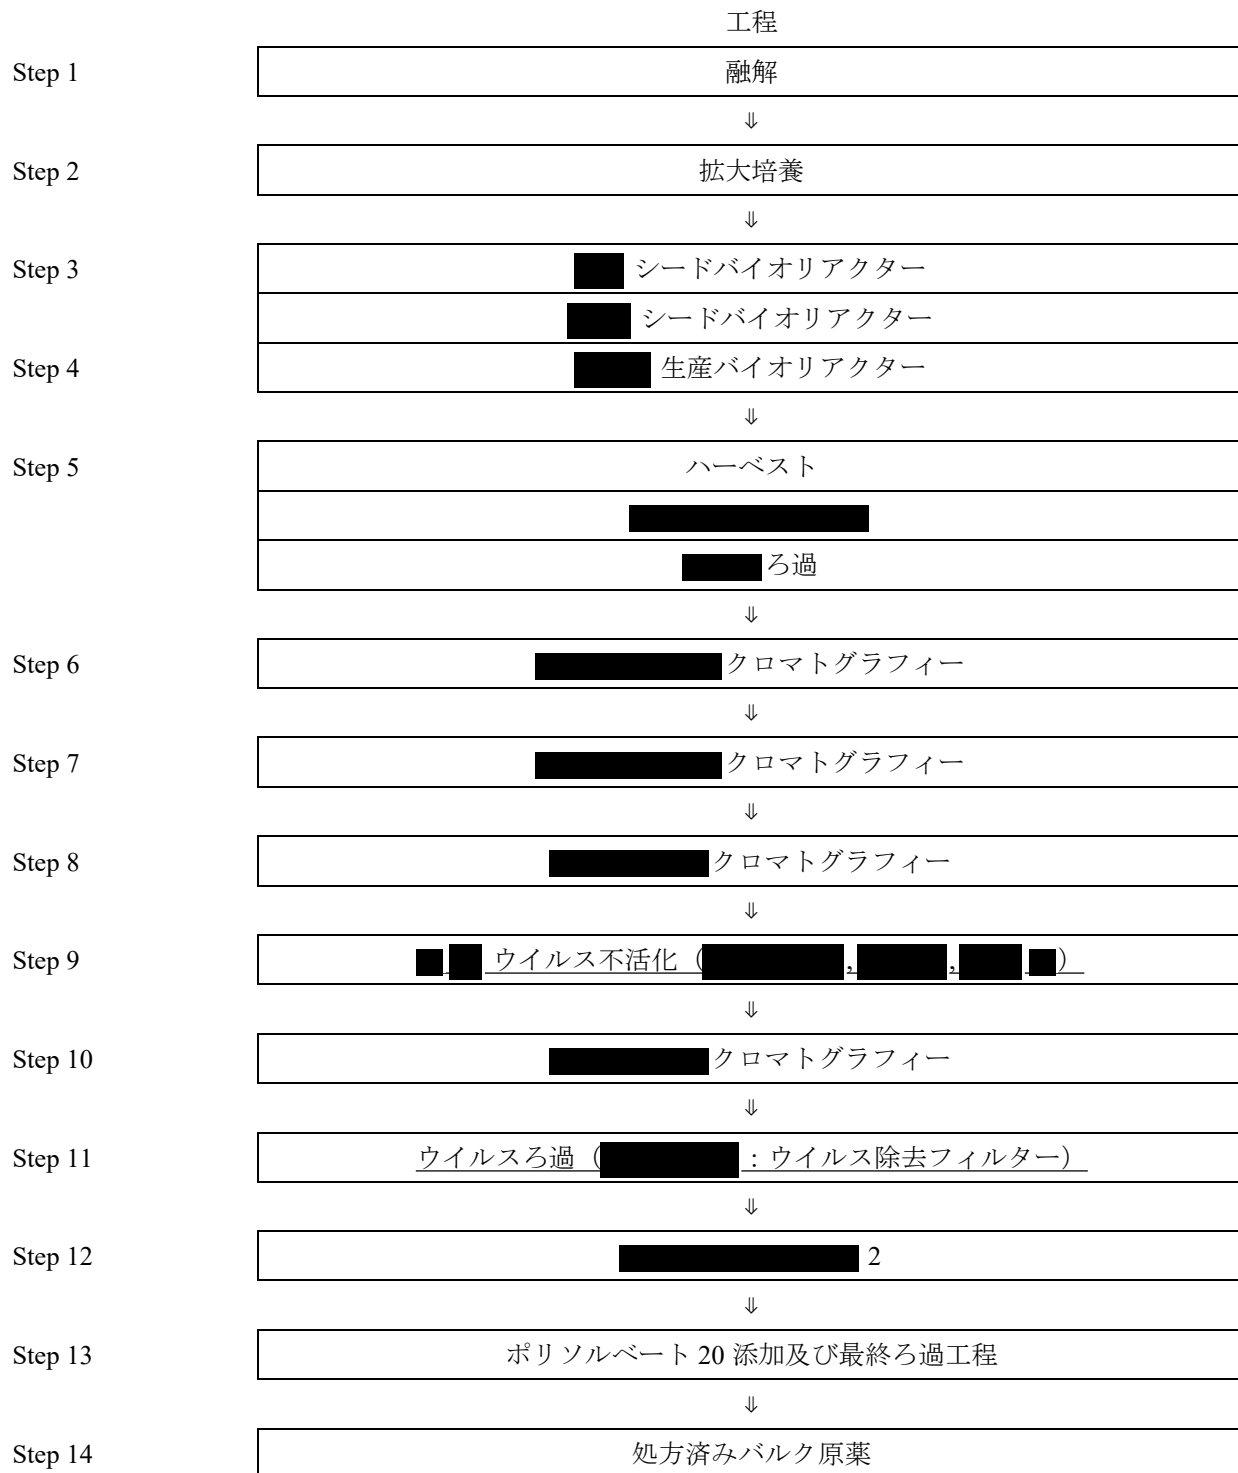 工程
Step 1 融解
⇓
Step 2 拡大培養
⇓
Step 3 シードバイオリアクター
シードバイオリアクター
Step 4 生産バイオリアクター
⇓
Step 5 ハーベスト
ろ過
⇓
Step 6 クロマトグラフィー
⇓
Step 7 クロマトグラフィー
⇓
Step 8 クロマトグラフィー
⇓
Step 9 ウイルス不活化（ , , ）
⇓
Step 10 クロマトグラフィー
⇓
Step 11 ウイルスろ過（ ：ウイルス除去フィルター）
⇓
Step 12 2
⇓
Step 13 ポリソルベート 20 添加及び最終ろ過工程
⇓
Step 14 処方済みバルク原薬